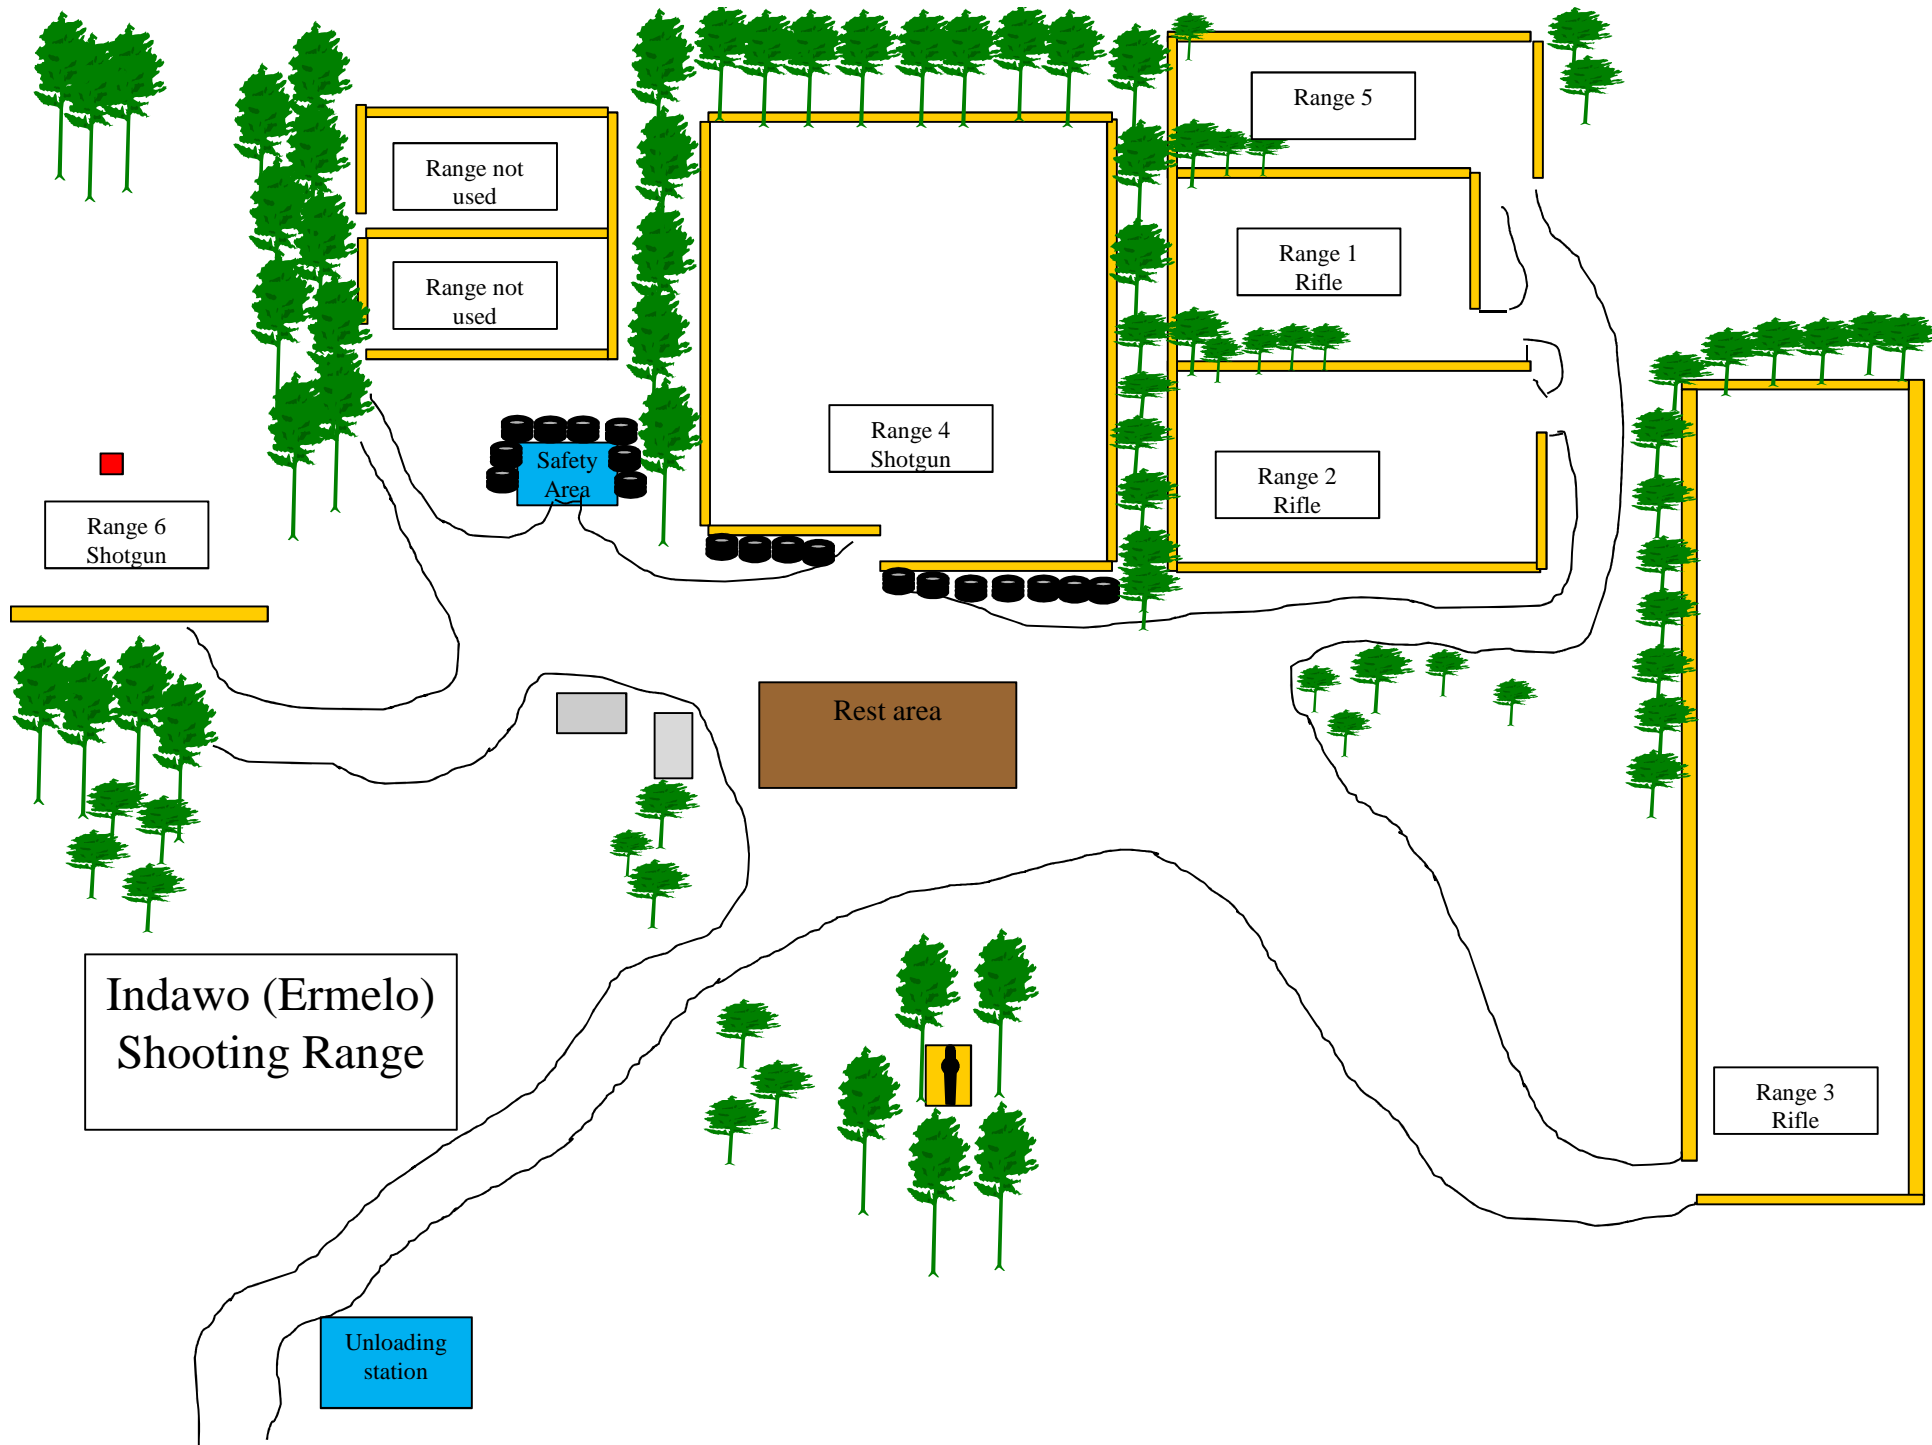 Range 5
Range not
used
Range 1
Rifle
Range not
used
Range 4
Shotgun
Safety
Area
Range 2
Rifle
Range 6
Shotgun
Rest area
Indawo (Ermelo)
Shooting Range
Range 3
Rifle
Unloading
station